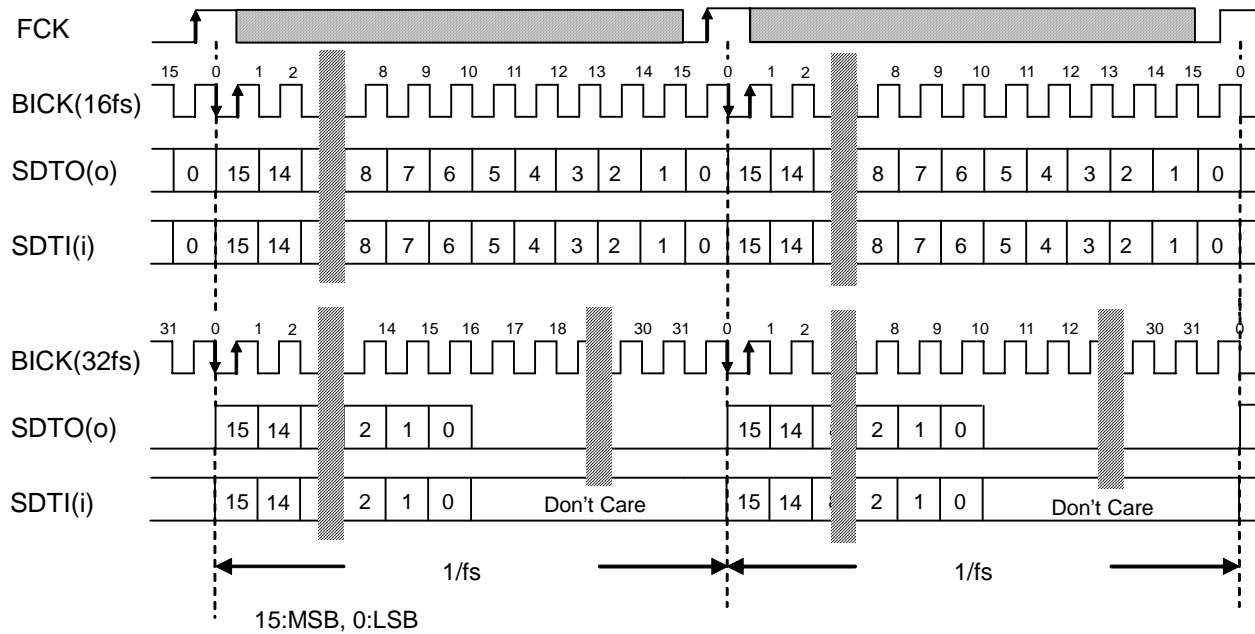 FCK
15 0 1 2 8 9 10 11 12 13 14 15 0 1 2 8 9 10 11 12 13 14 15 0
BICK(16fs)
SDTO(o) 0 15 14 8 7 6 5 4 3 2 1 0 15 14 8 7 6 5 4 3 2 1 0
SDTI(i) 0 15 14 8 7 6 5 4 3 2 1 0 15 14 8 7 6 5 4 3 2 1 0
31 0 1 2 14 15 16 17 18 30 31 0 1 2 8 9 10 11 12 30 31 0
BICK(32fs)
SDTO(o) 15 14 2 1 0 15 14 2 1 0
SDTI(i) 15 14 2 1 0 Don't Care 15 14 2 1 0 Don't Care
1/fs 1/fs
15:MSB, 0:LSB